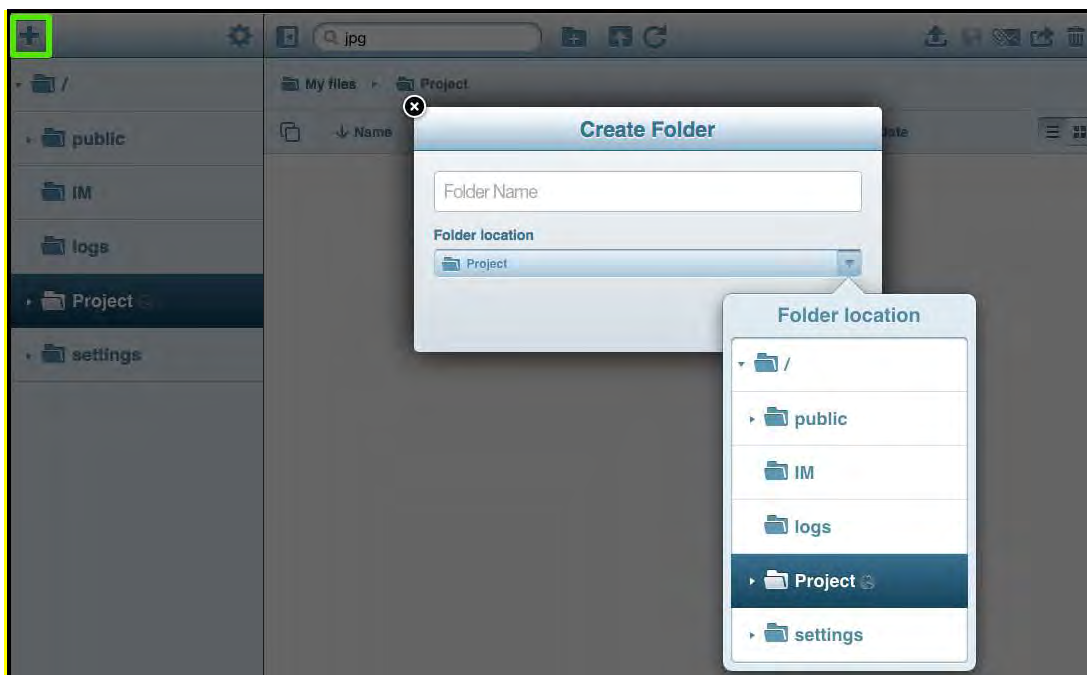 jpg
/
public
IM
logs
Project
settings
My files
Project
Name
Date
Create Folder
Folder Name
Folder location
Project
Folder location
/
public
IM
logs
Project
settings